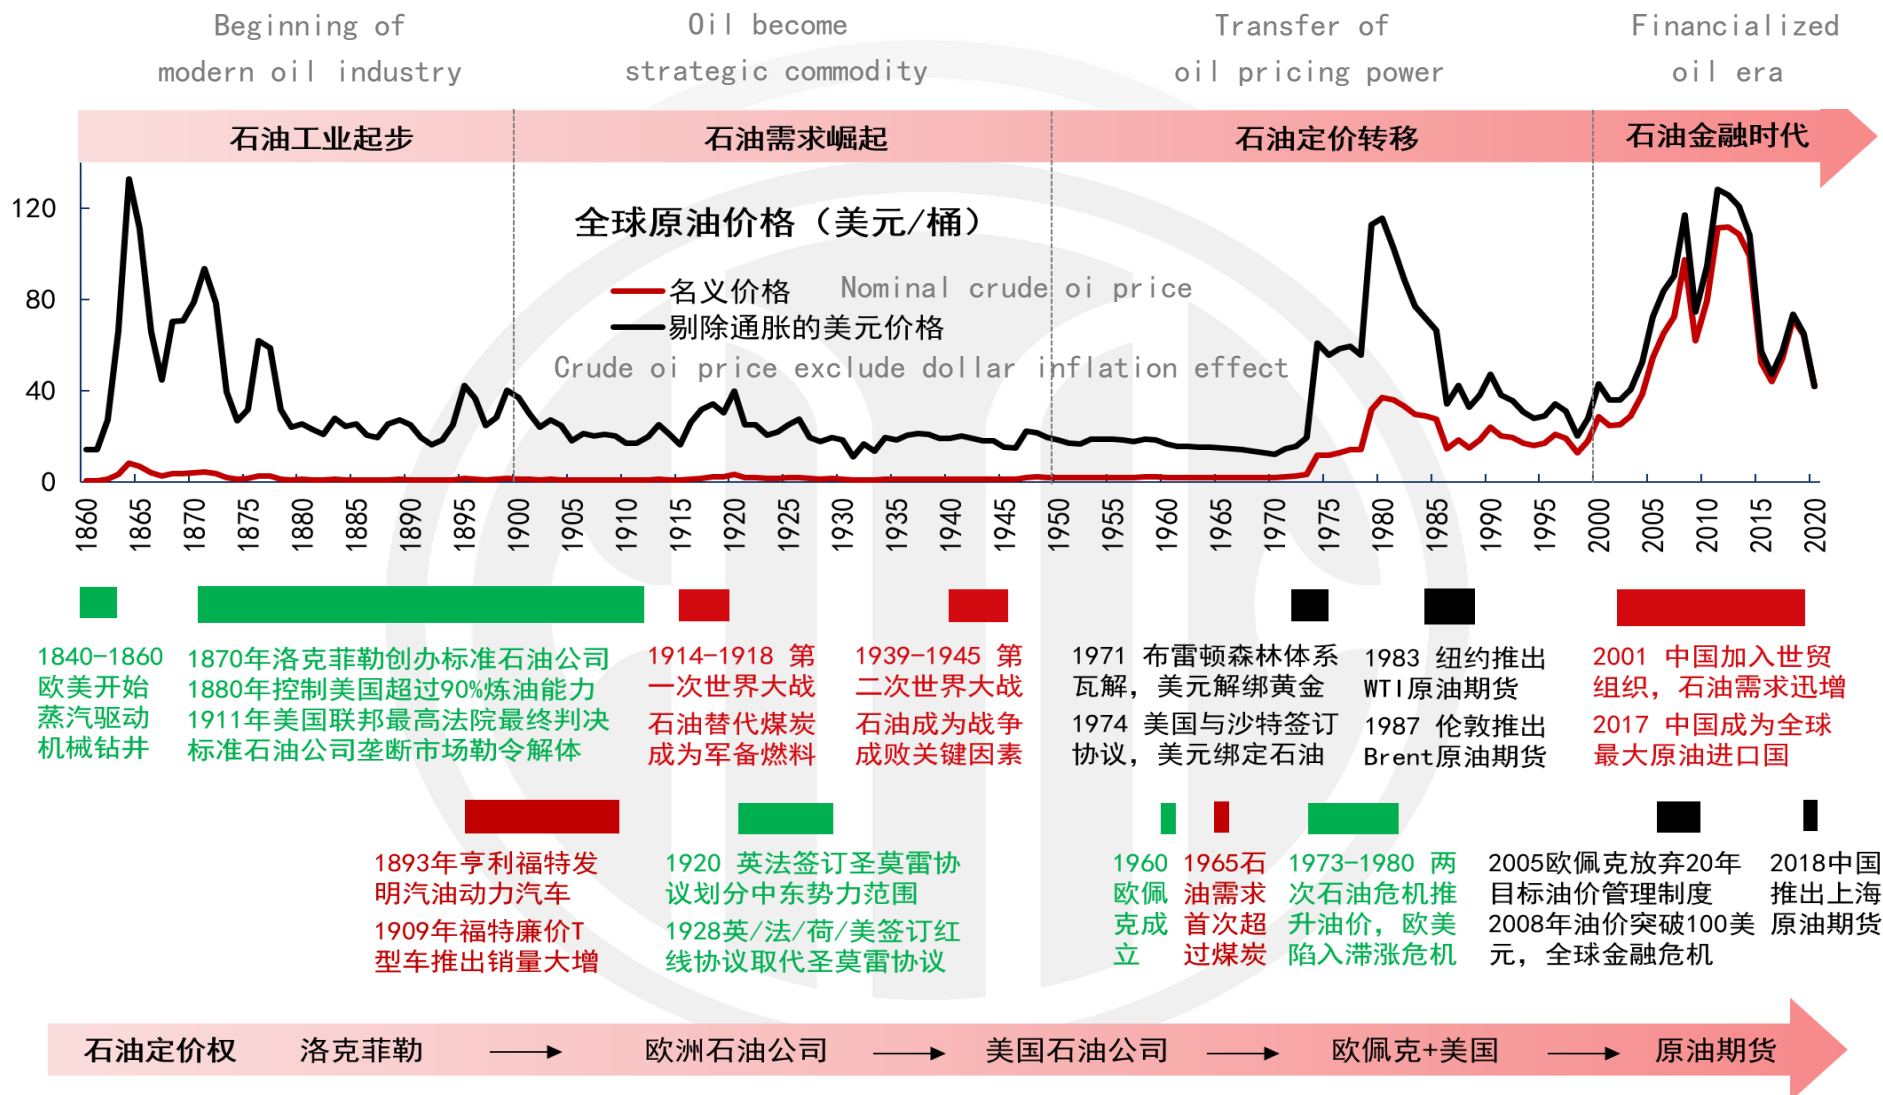 Beginning of
modern oil industry
Oil become
strategic commodity
Transfer of
oil pricing power
Financialized
oil era
石油工业起步
石油需求崛起
石油定价转移
石油金融时代
全球原油价格（美元/桶）
名义价格
Nominal crude oi price
剔除通胀的美元价格
Crude oi price exclude dollar inflation effect
120
80
40
0
1860
1865
1870
1875
1880
1885
1890
1895
1900
1905
1910
1915
1920
1925
1930
1935
1940
1945
1950
1955
1960
1965
1970
1975
1980
1985
1990
1995
2000
2005
2010
2015
2020
1840-1860
欧美开始
蒸汽驱动
机械钻井
1870年洛克菲勒创办标准石油公司
1880年控制美国超过90%炼油能力
1911年美国联邦最高法院最终判决
标准石油公司垄断市场勒令解体
1914-1918 第
一次世界大战
石油替代煤炭
成为军备燃料
1939-1945 第
二次世界大战
石油成为战争
成败关键因素
1971 布雷顿森林体系
瓦解，美元解绑黄金
1974 美国与沙特签订
协议，美元绑定石油
1983 纽约推出
WTI原油期货
1987 伦敦推出
Brent原油期货
2001 中国加入世贸
组织，石油需求迅增
2017 中国成为全球
最大原油进口国
1893年亨利福特发
明汽油动力汽车
1909年福特廉价T
型车推出销量大增
1920 英法签订圣莫雷协
议划分中东势力范围
1928英/法/荷/美签订红
线协议取代圣莫雷协议
1960
欧佩
克成
立
1965石
油需求
首次超
过煤炭
1973-1980 两
次石油危机推
升油价，欧美
陷入滞涨危机
2005欧佩克放弃20年
目标油价管理制度
2008年油价突破100美
元，全球金融危机
2018中国
推出上海
原油期货
石油定价权
洛克菲勒
欧洲石油公司
美国石油公司
欧佩克+美国
原油期货